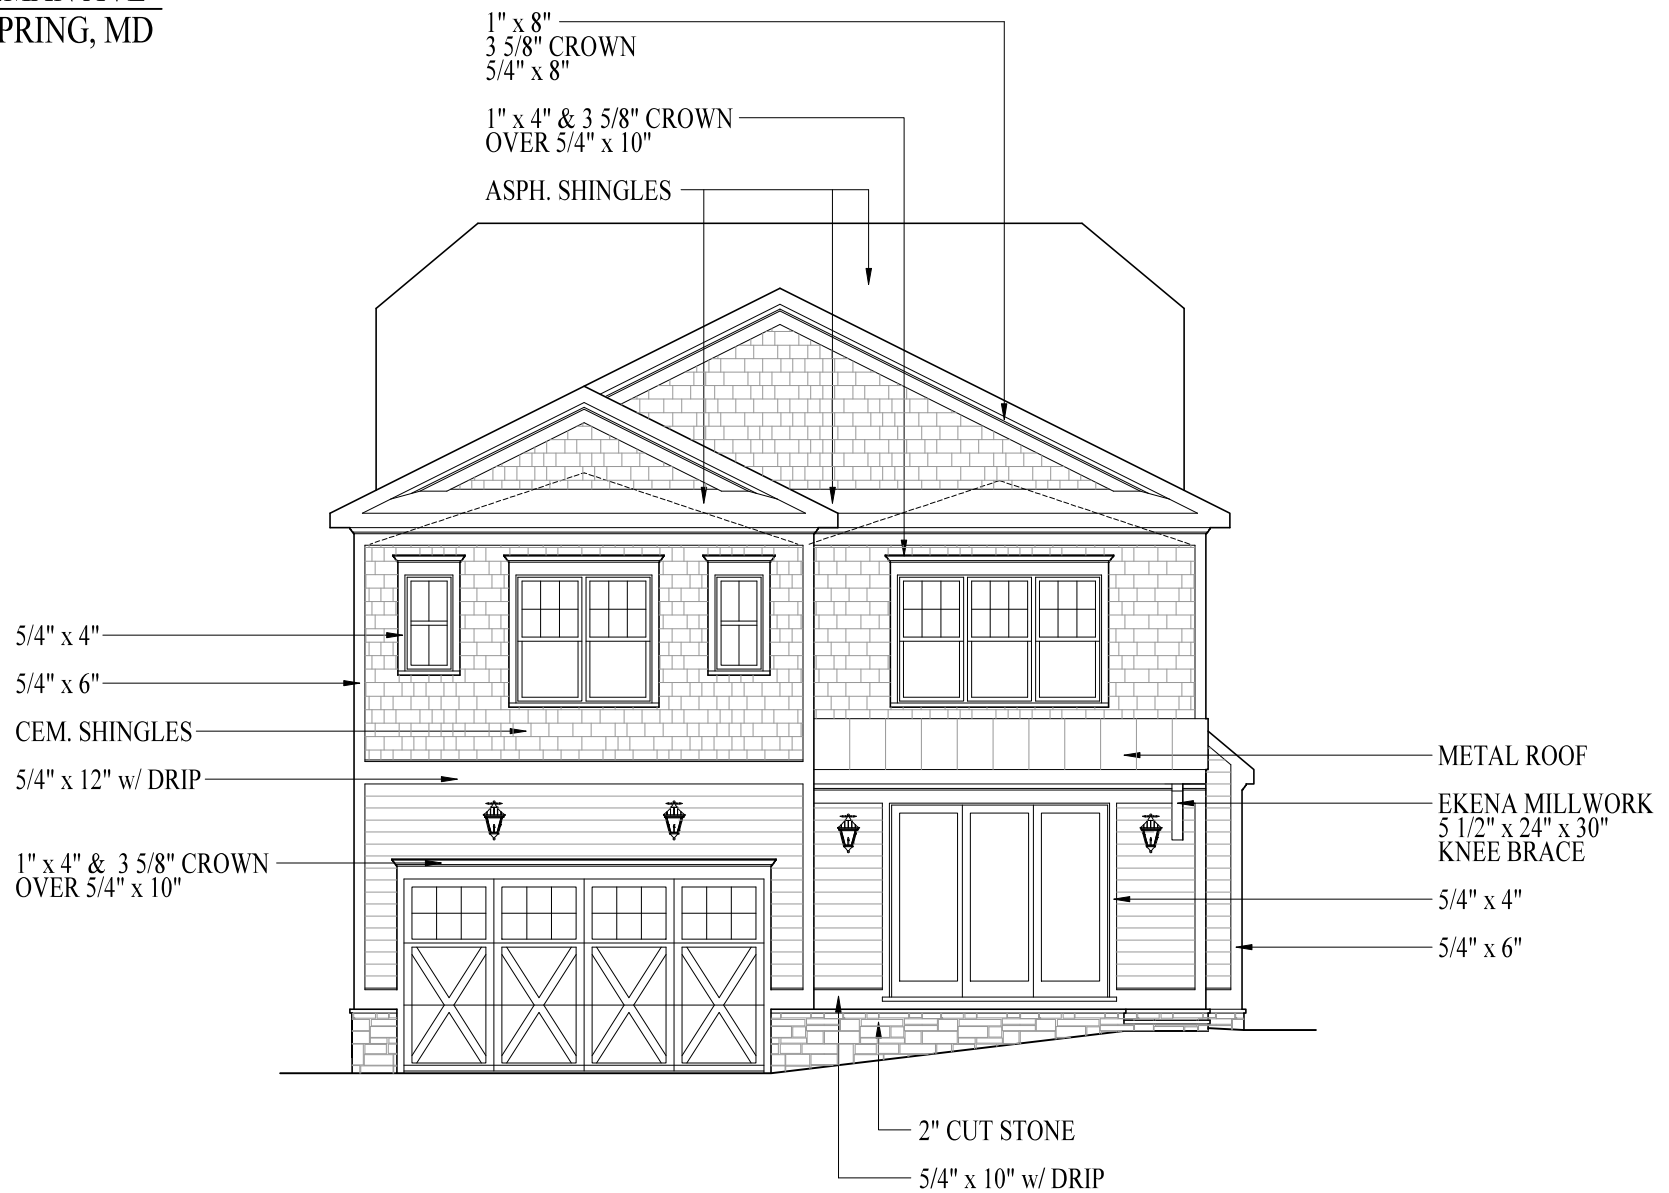 PRING, MD
1" x 8"
3 5/8" CROWN
5/4" x 8"
1" x 4" & 3 5/8" CROWN
OVER 5/4" x 10"
ASPH. SHINGLES
5/4" x 4"
5/4" x 6"
CEM. SHINGLES
5/4" x 12" w/ DRIP
1" x 4" & 3 5/8" CROWN
OVER 5/4" x 10"
METAL ROOF
EKENA MILLWORK
5 1/2" x 24" x 30"
KNEE BRACE
5/4" x 4"
5/4" x 6"
2" CUT STONE
5/4" x 10" w/ DRIP